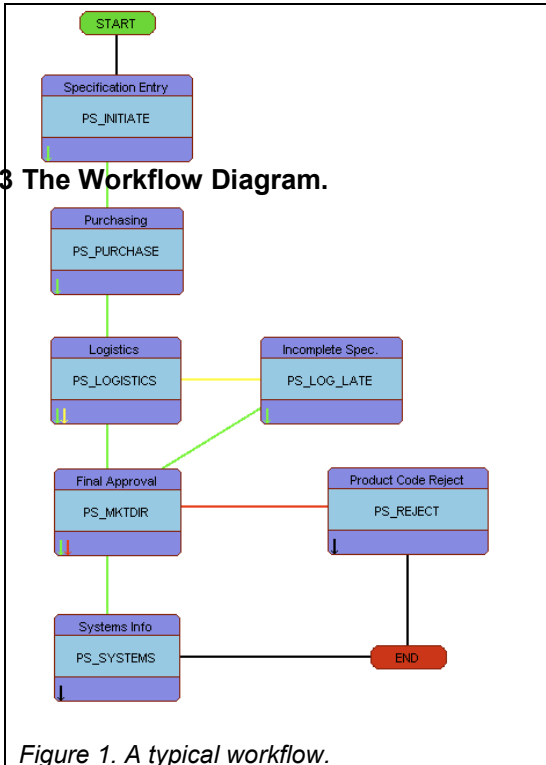 START
Specification Entry
PS_INITIATE
3 The Workflow Diagram.
Purchasing
PS_PURCHASE
Logistics
PS_LOGISTICS
Incomplete Spec.
PS_LOG_LATE
Final Approval
PS_MKTDIR
Product Code Reject
PS_REJECT
Systems Info
PS_SYSTEMS
END
Figure 1. A typical workflow.